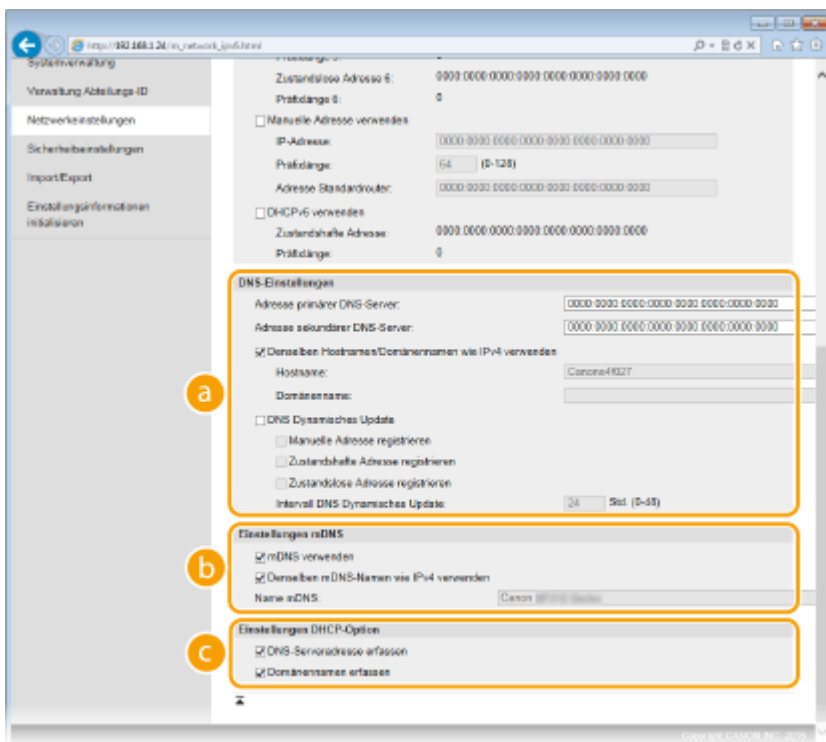 http://192.168.1.24/m_network_ipv6.html
Systemverwaltung
Verwaltung Abteilungs-ID
Netzwerkeinstellungen
Sicherheitseinstellungen
Import/Export
Einstellungsinformationen
initialisieren
Zustandslose Adresse 6: 0000:0000:0000:0000:0000:0000:0000:0000
Präfixlänge 6: 0
Manuelle Adresse verwenden
IP-Adresse: 0000:0000:0000:0000:0000:0000:0000:0000
Präfixlänge: 64 (0-128)
Adresse Standardrouter: 0000:0000:0000:0000:0000:0000:0000:0000
DHCPv6 verwenden
Zustandshafte Adresse: 0000:0000:0000:0000:0000:0000:0000:0000
Präfixlänge: 0
DNS-Einstellungen
Adresse primärer DNS-Server: 0000:0000:0000:0000:0000:0000:0000:0000
Adresse sekundärer DNS-Server: 0000:0000:0000:0000:0000:0000:0000:0000
Denselben Hostnamen/Domänennamen wie IPv4 verwenden
Hostname: Canone4f027
a
Domänenname:
DNS Dynamisches Update
Manuelle Adresse registrieren
Zustandshafte Adresse registrieren
Zustandslose Adresse registrieren
Intervall DNS Dynamisches Update: 24 Std. (0-48)
Einstellungen mDNS
mDNS verwenden
b
Denselben mDNS-Namen wie IPv4 verwenden
Name mDNS: Canon
Einstellungen DHCP-Option
c
DNS-Serveradresse erfassen
Domänennamen erfassen
Copyright CANON INC. 2015